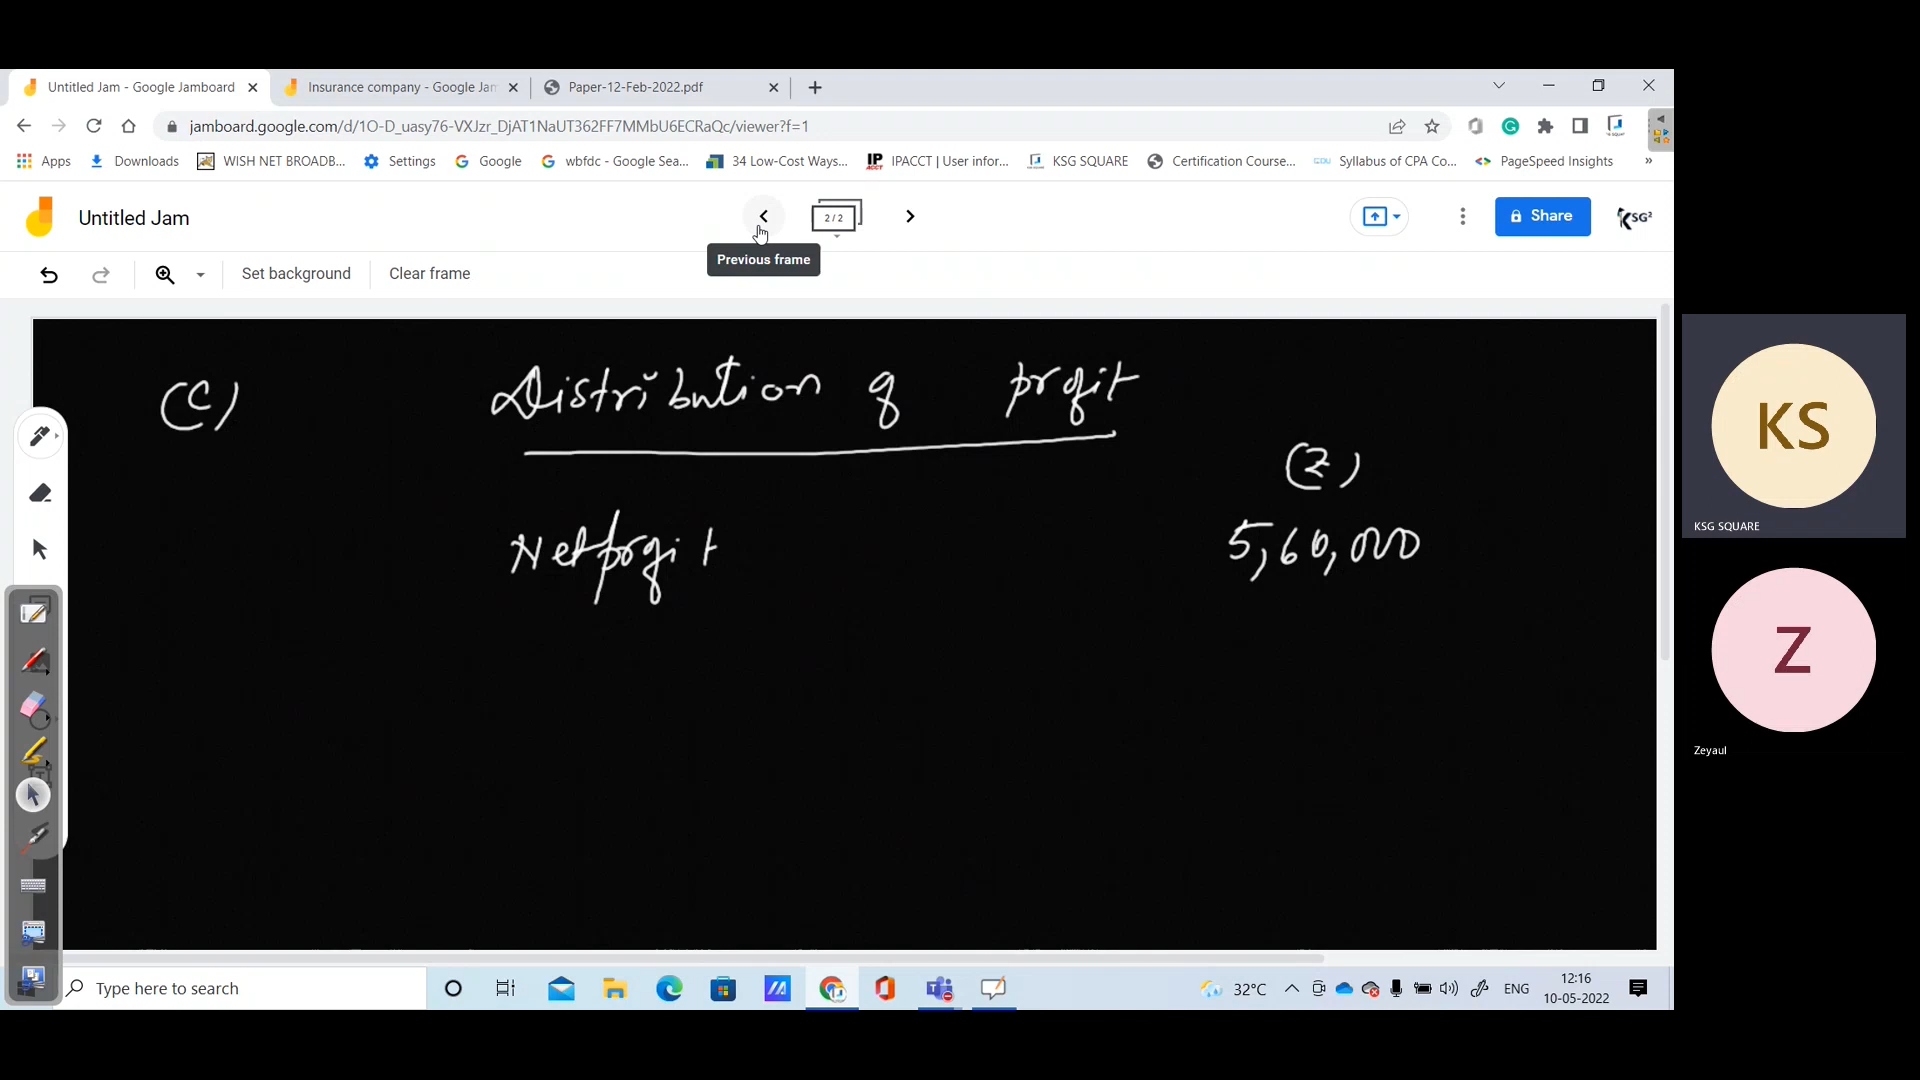 Untitled Jam - Google Jamboard
Insurance company - Google Jam
Paper-12-Feb-2022.pdf
jamboard.google.com/d/1O-D_uasy76-VXJzr_DjAT1NaUT362FF7MMbU6ECRaQc/viewer?f=1
Apps Downloads WISH NET BROADB... Settings Google wbfdc - Google Sea... 34 Low-Cost Ways... IPACCT | User infor... KSG SQUARE Certification Course... Syllabus of CPA Co... PageSpeed Insights »
Untitled Jam
2 / 2
Share
KSG²
Previous frame
Set background Clear frame
(C) Distribution of profit
(₹)
Net profit 5,60,000
KS
KSG SQUARE
Z
Zeyaul
Type here to search
32°C
ENG
12:16
10-05-2022